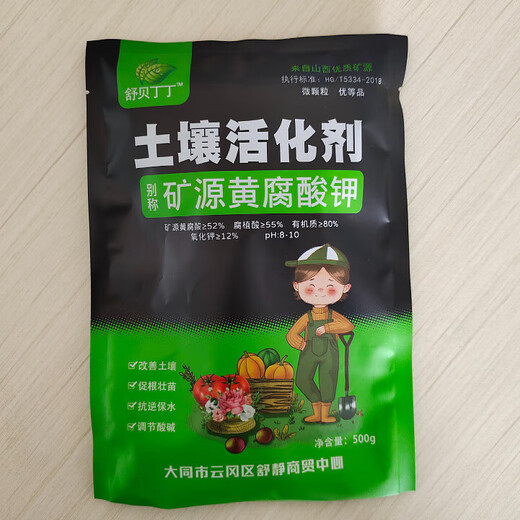 舒贝丁丁™
来自山西优质矿源
执行标准：HG/T5334-2018
微颗粒 优等品
土壤活化剂
别称
矿源黄腐酸钾
矿源黄腐酸≥52% 腐植酸≥55% 有机质≥80%
氧化钾≥12% pH:8-10
改善土壤
促根壮苗
抗逆保水
调节酸碱
净含量：500g
大同市云冈区舒静商贸中心